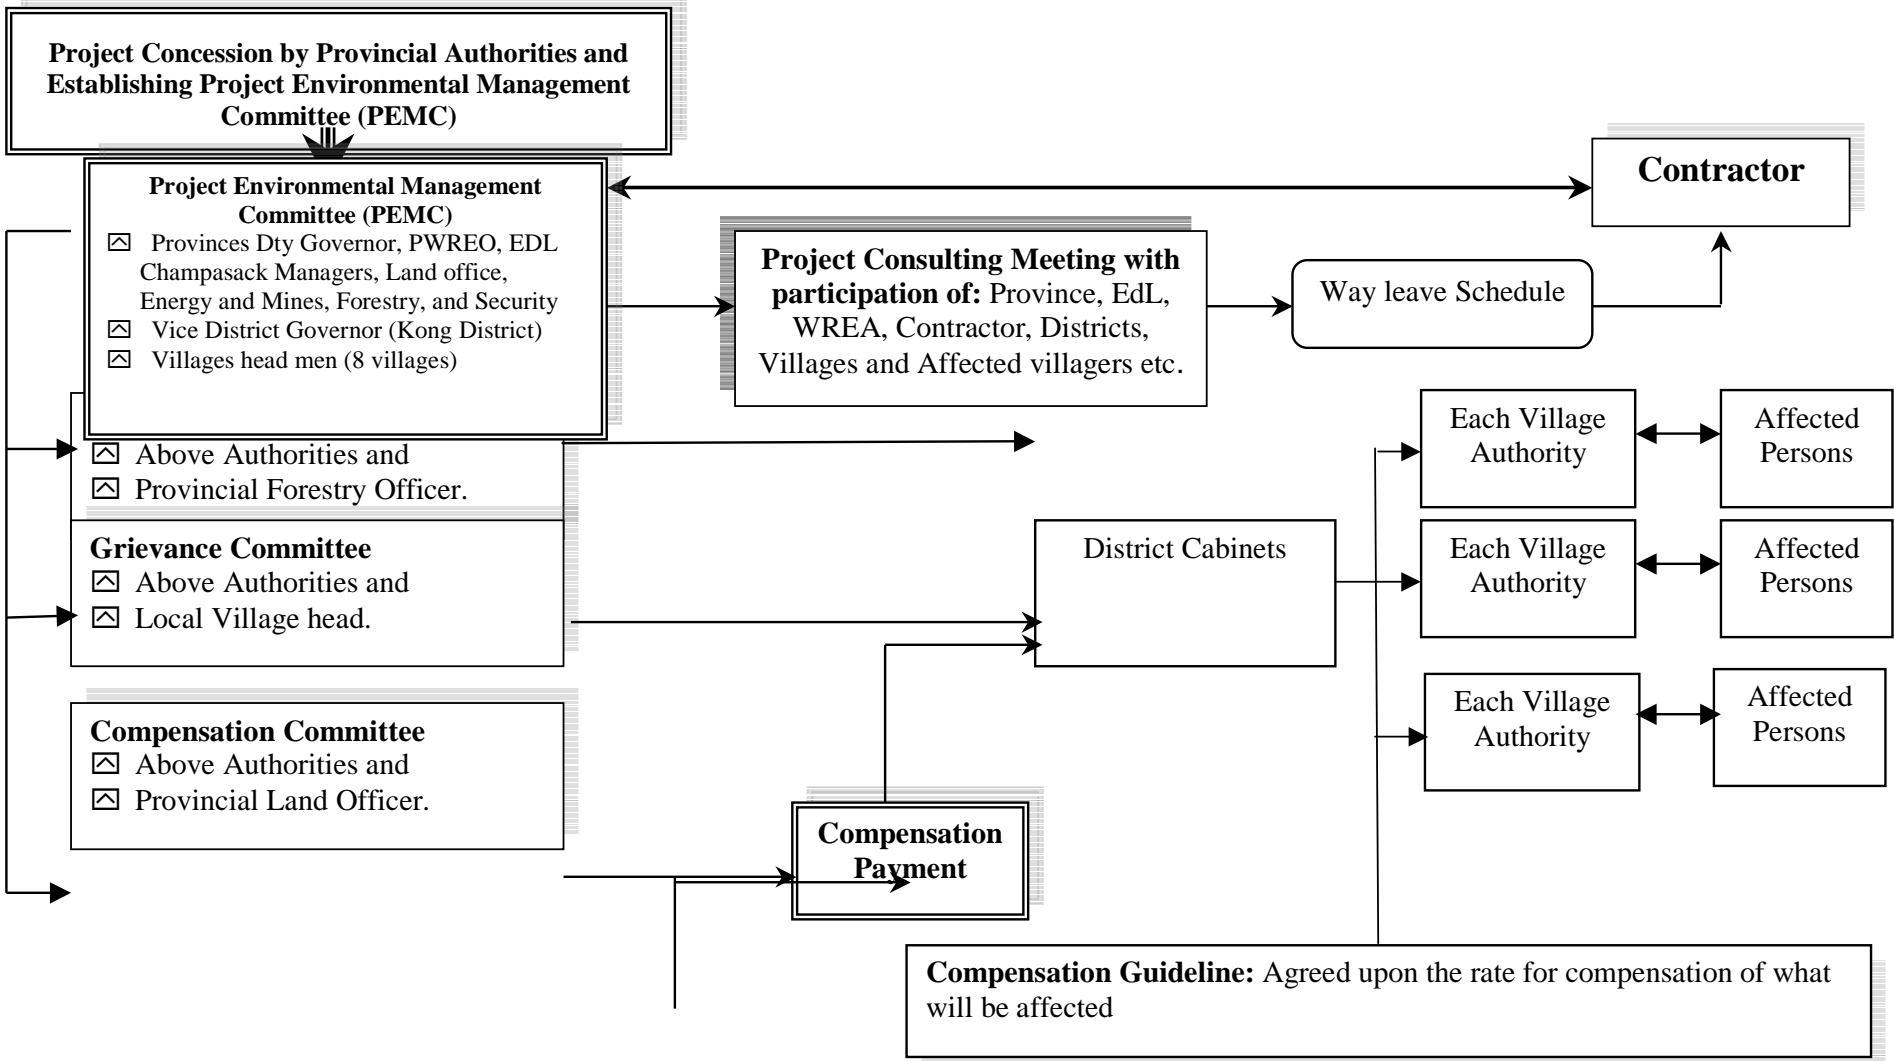 Project Concession by Provincial Authorities and
Establishing Project Environmental Management
Committee (PEMC)
Project Environmental Management
Committee (PEMC)
Provinces Dty Governor, PWREO, EDL
Champasack Managers, Land office,
Energy and Mines, Forestry, and Security
Vice District Governor (Kong District)
Villages head men (8 villages)
Project Consulting Meeting with
participation of: Province, EdL,
WREA, Contractor, Districts,
Villages and Affected villagers etc.
Way leave Schedule
Contractor
Above Authorities and
Provincial Forestry Officer.
Grievance Committee
Above Authorities and
Local Village head.
Compensation Committee
Above Authorities and
Provincial Land Officer.
Compensation
Payment
District Cabinets
Each Village
Authority
Affected
Persons
Each Village
Authority
Affected
Persons
Each Village
Authority
Affected
Persons
Compensation Guideline: Agreed upon the rate for compensation of what
will be affected